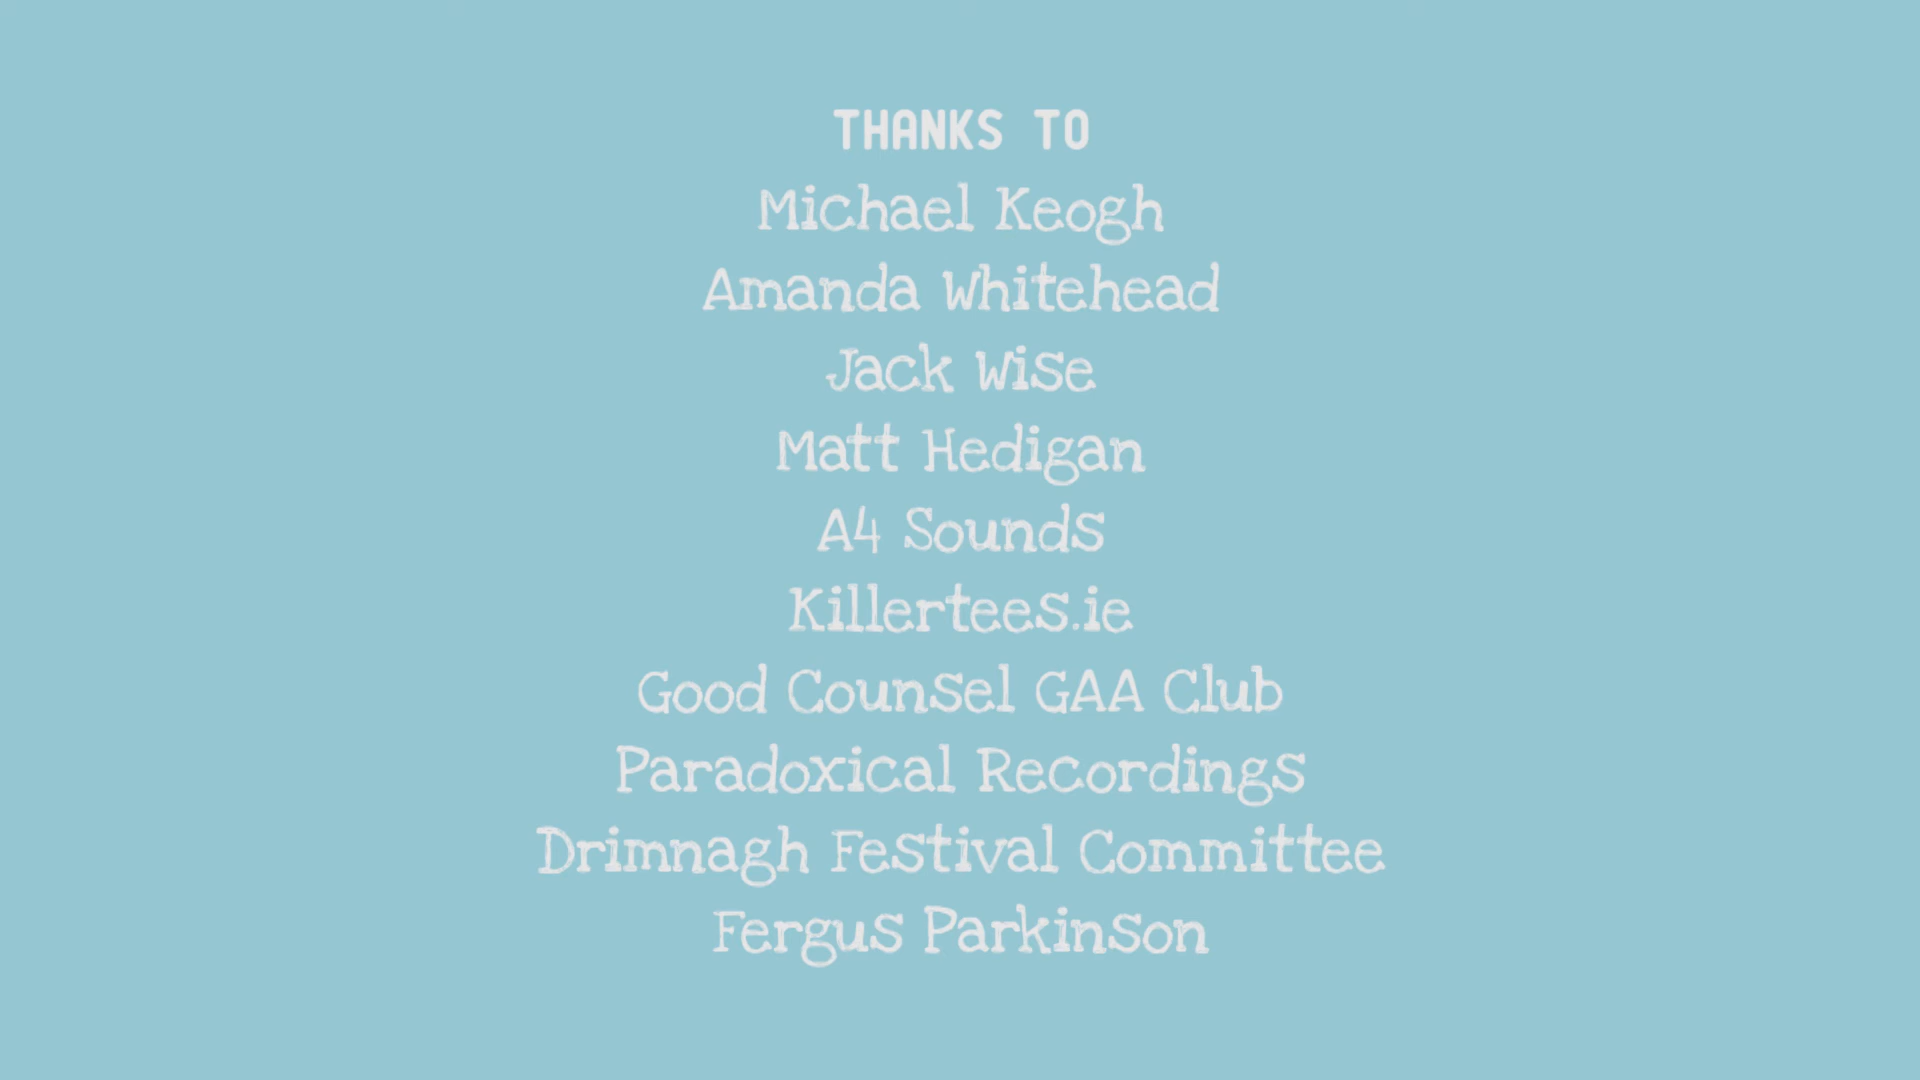 THANKS TO
Michael Keogh
Amanda Whitehead
Jack Wise
Matt Hedigan
A4 Sounds
Killertees.ie
Good Counsel GAA Club
Paradoxical Recordings
Drimnagh Festival Committee
Fergus Parkinson